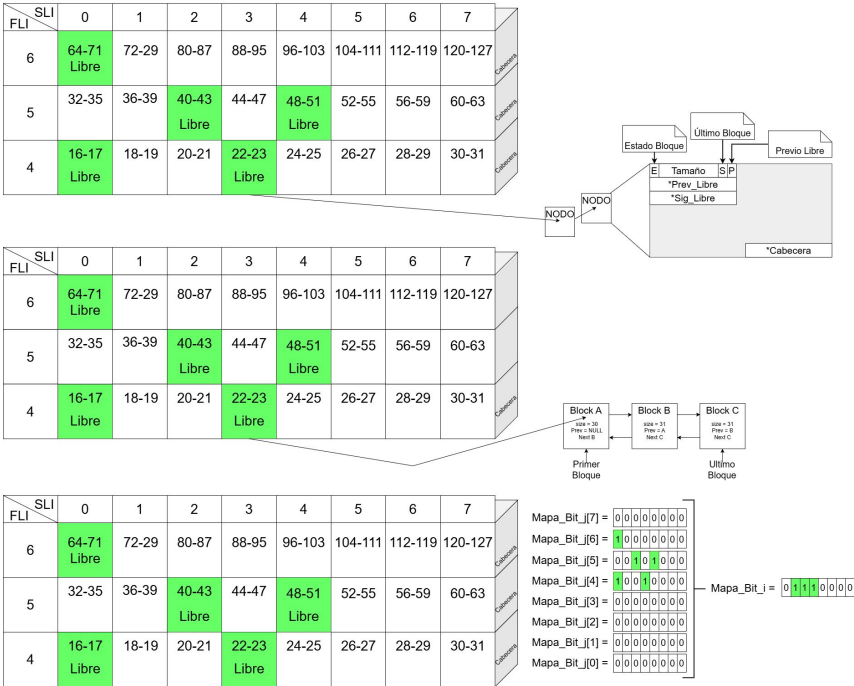 SLI
FLI
0 1 2 3 4 5 6 7
6
64-71 72-29 80-87 88-95 96-103 104-111 112-119 120-127
Libre
Cabecera
5
32-35 36-39 40-43 44-47 48-51 52-55 56-59 60-63
Libre Libre
Cabecera
4
16-17 18-19 20-21 22-23 24-25 26-27 28-29 30-31
Libre Libre
Cabecera
Último Bloque
Estado Bloque
Previo Libre
E Tamaño S P
*Prev_Libre
*Sig_Libre
*Cabecera
NODO
NODO
SLI
FLI
0 1 2 3 4 5 6 7
6
64-71 72-29 80-87 88-95 96-103 104-111 112-119 120-127
Libre
5
32-35 36-39 40-43 44-47 48-51 52-55 56-59 60-63
Libre Libre
4
16-17 18-19 20-21 22-23 24-25 26-27 28-29 30-31
Libre Libre
Cabecera
Block A
size = 30
Prev = NULL
Next B
Block B
size = 31
Prev = A
Next C
Block C
size = 31
Prev = B
Next C
Primer
Bloque
Ultimo
Bloque
SLI
FLI
0 1 2 3 4 5 6 7
6
64-71 72-29 80-87 88-95 96-103 104-111 112-119 120-127
Libre
Cabecera
5
32-35 36-39 40-43 44-47 48-51 52-55 56-59 60-63
Libre Libre
Cabecera
4
16-17 18-19 20-21 22-23 24-25 26-27 28-29 30-31
Libre Libre
Cabecera
Mapa_Bit_j[7] = 0 0 0 0 0 0 0 0
Mapa_Bit_j[6] = 1 0 0 0 0 0 0 0
Mapa_Bit_j[5] = 0 0 1 0 1 0 0 0
Mapa_Bit_j[4] = 1 0 0 1 0 0 0 0
Mapa_Bit_j[3] = 0 0 0 0 0 0 0 0
Mapa_Bit_j[2] = 0 0 0 0 0 0 0 0
Mapa_Bit_j[1] = 0 0 0 0 0 0 0 0
Mapa_Bit_j[0] = 0 0 0 0 0 0 0 0
Mapa_Bit_i = 0 1 1 1 0 0 0 0